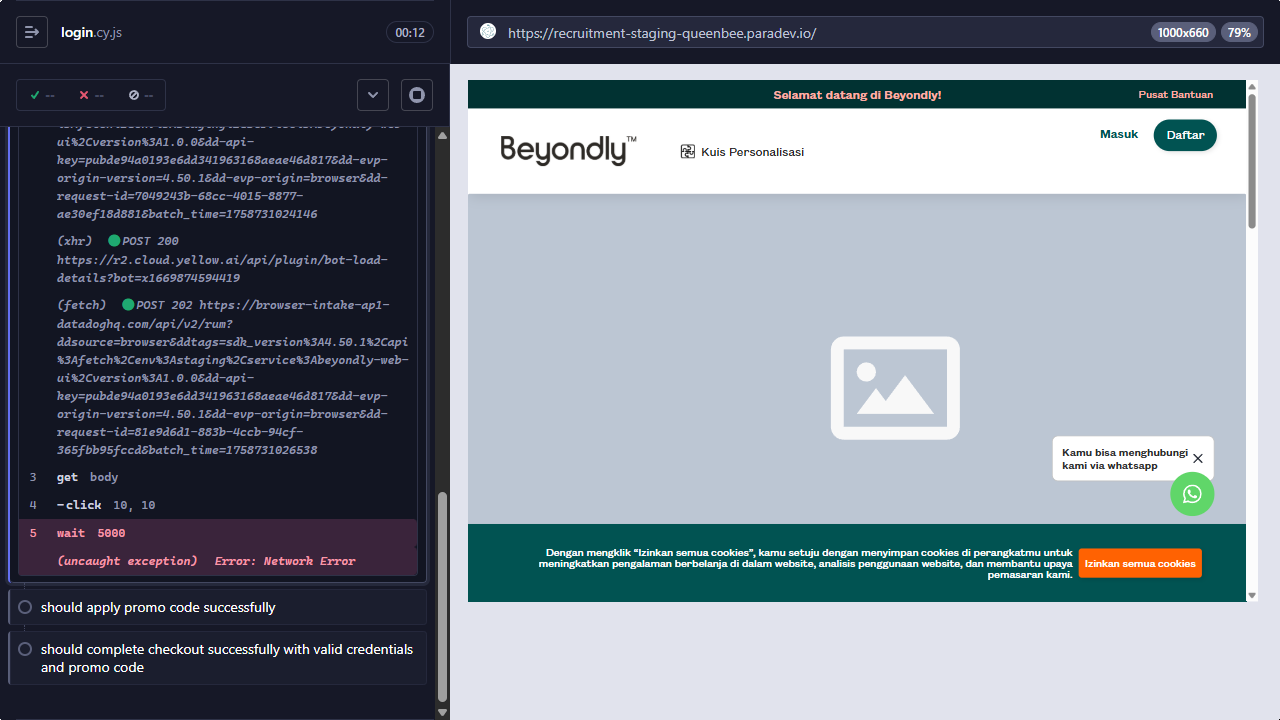 login.cy.js
00:12
https://recruitment-staging-queenbee.paradev.io/
1000x660
79%
--
--
--
ui%2Cversion%3A1.0.0&dd-api-
key=pubde94a0193e6dd341963168aeae46d817&dd-evp-
origin-version=4.50.1&dd-evp-origin=browser&dd-
request-id=7049243b-68cc-4015-8877-
ae30ef18d881&batch_time=1758731024146
(xhr) POST 200
https://r2.cloud.yellow.ai/api/plugin/bot-load-
details?bot=x1669874594419
(fetch) POST 202 https://browser-intake-ap1-
datadoghq.com/api/v2/rum?
ddsource=browser&ddtags=sdk_version%3A4.50.1%2Capi
%3Afetch%2Cenv%3Astaging%2Cservice%3Abeyondly-web-
ui%2Cversion%3A1.0.0&dd-api-
key=pubde94a0193e6dd341963168aeae46d817&dd-evp-
origin-version=4.50.1&dd-evp-origin=browser&dd-
request-id=81e9d6d1-883b-4ccb-94cf-
365fbb95fccd&batch_time=1758731026538
3 get body
4 -click 10, 10
5 wait 5000
(uncaught exception) Error: Network Error
should apply promo code successfully
should complete checkout successfully with valid credentials
and promo code
Selamat datang di Beyondly!
Pusat Bantuan
Beyondly™
Kuis Personalisasi
Masuk
Daftar
Kamu bisa menghubungi
kami via whatsapp
Dengan mengklik “Izinkan semua cookies”, kamu setuju dengan menyimpan cookies di perangkatmu untuk
meningkatkan pengalaman berbelanja di dalam website, analisis penggunaan website, dan membantu upaya
pemasaran kami.
Izinkan semua cookies